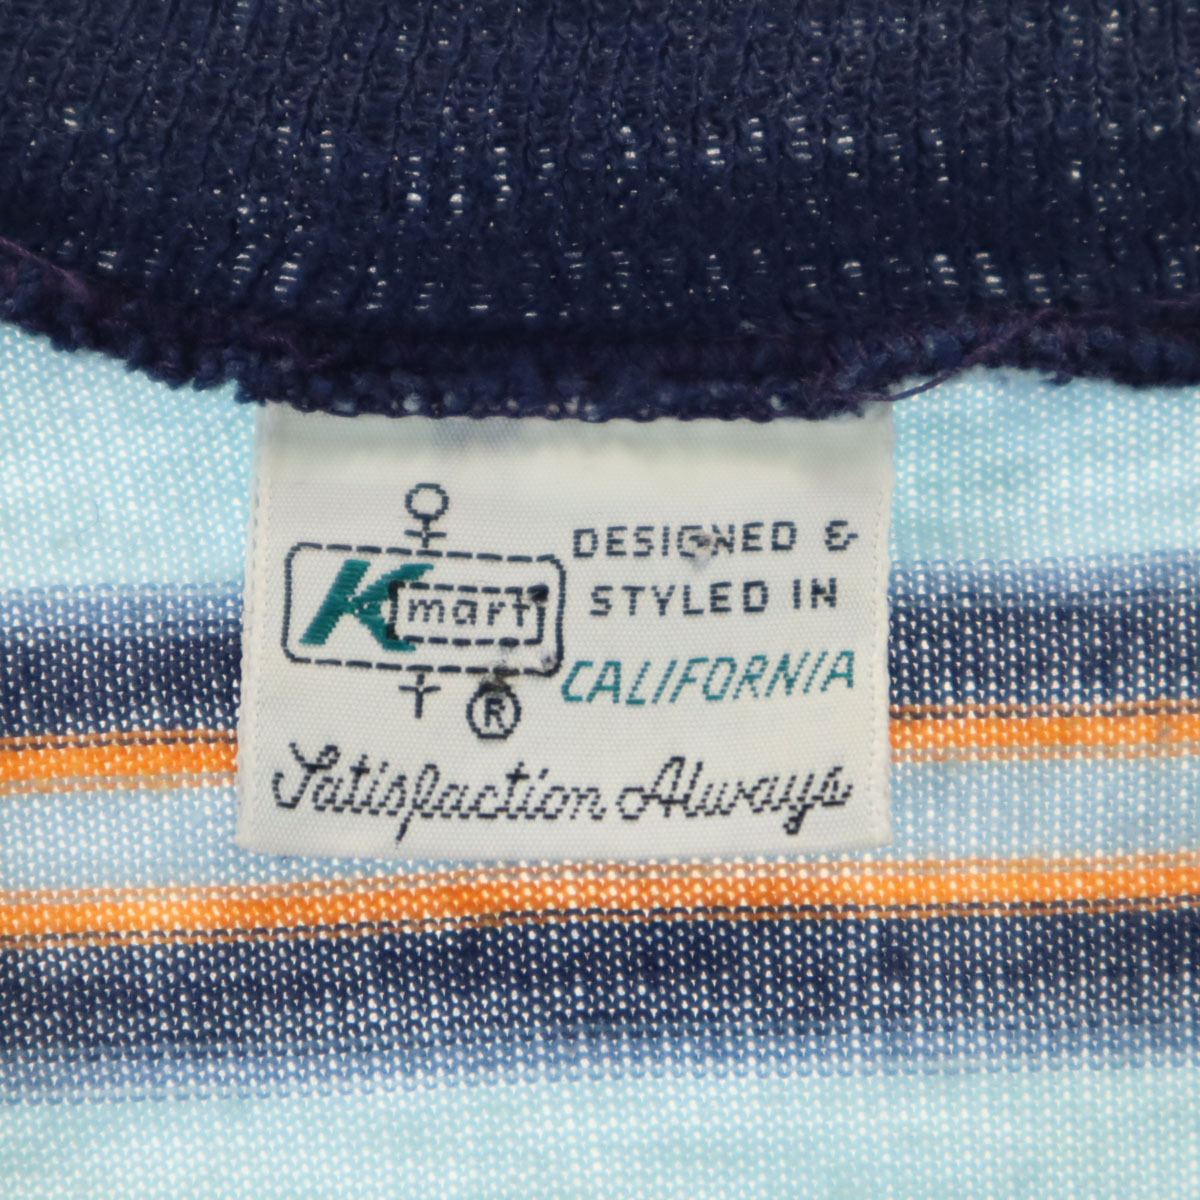 K mart
®
DESIGNED &
STYLED IN
CALIFORNIA
Satisfaction Always